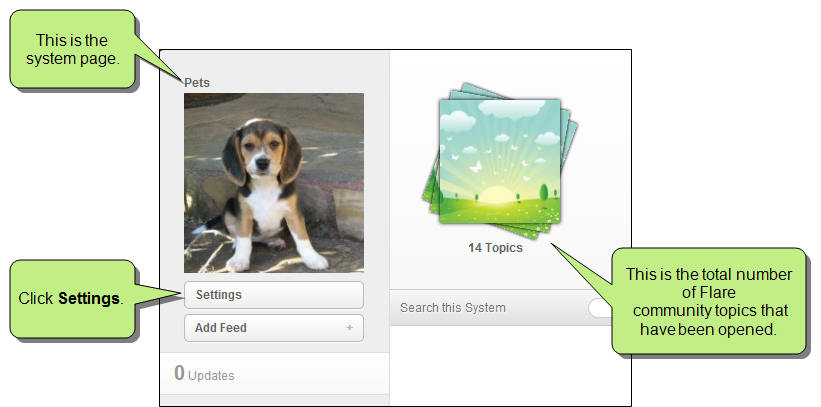 This is the
system page.
Pets
14 Topics
Click Settings.
Settings
Add Feed +
Search this System
This is the total number
of Flare
community topics that
have been opened.
0 Updates